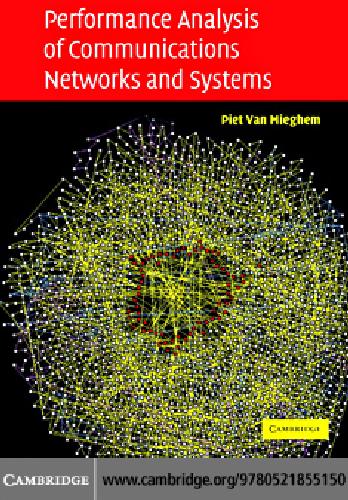 Performance Analysis
of Communications
Networks and Systems
Piet Van Mieghem
CAMBRIDGE
CAMBRIDGE www.cambridge.org/9780521855150